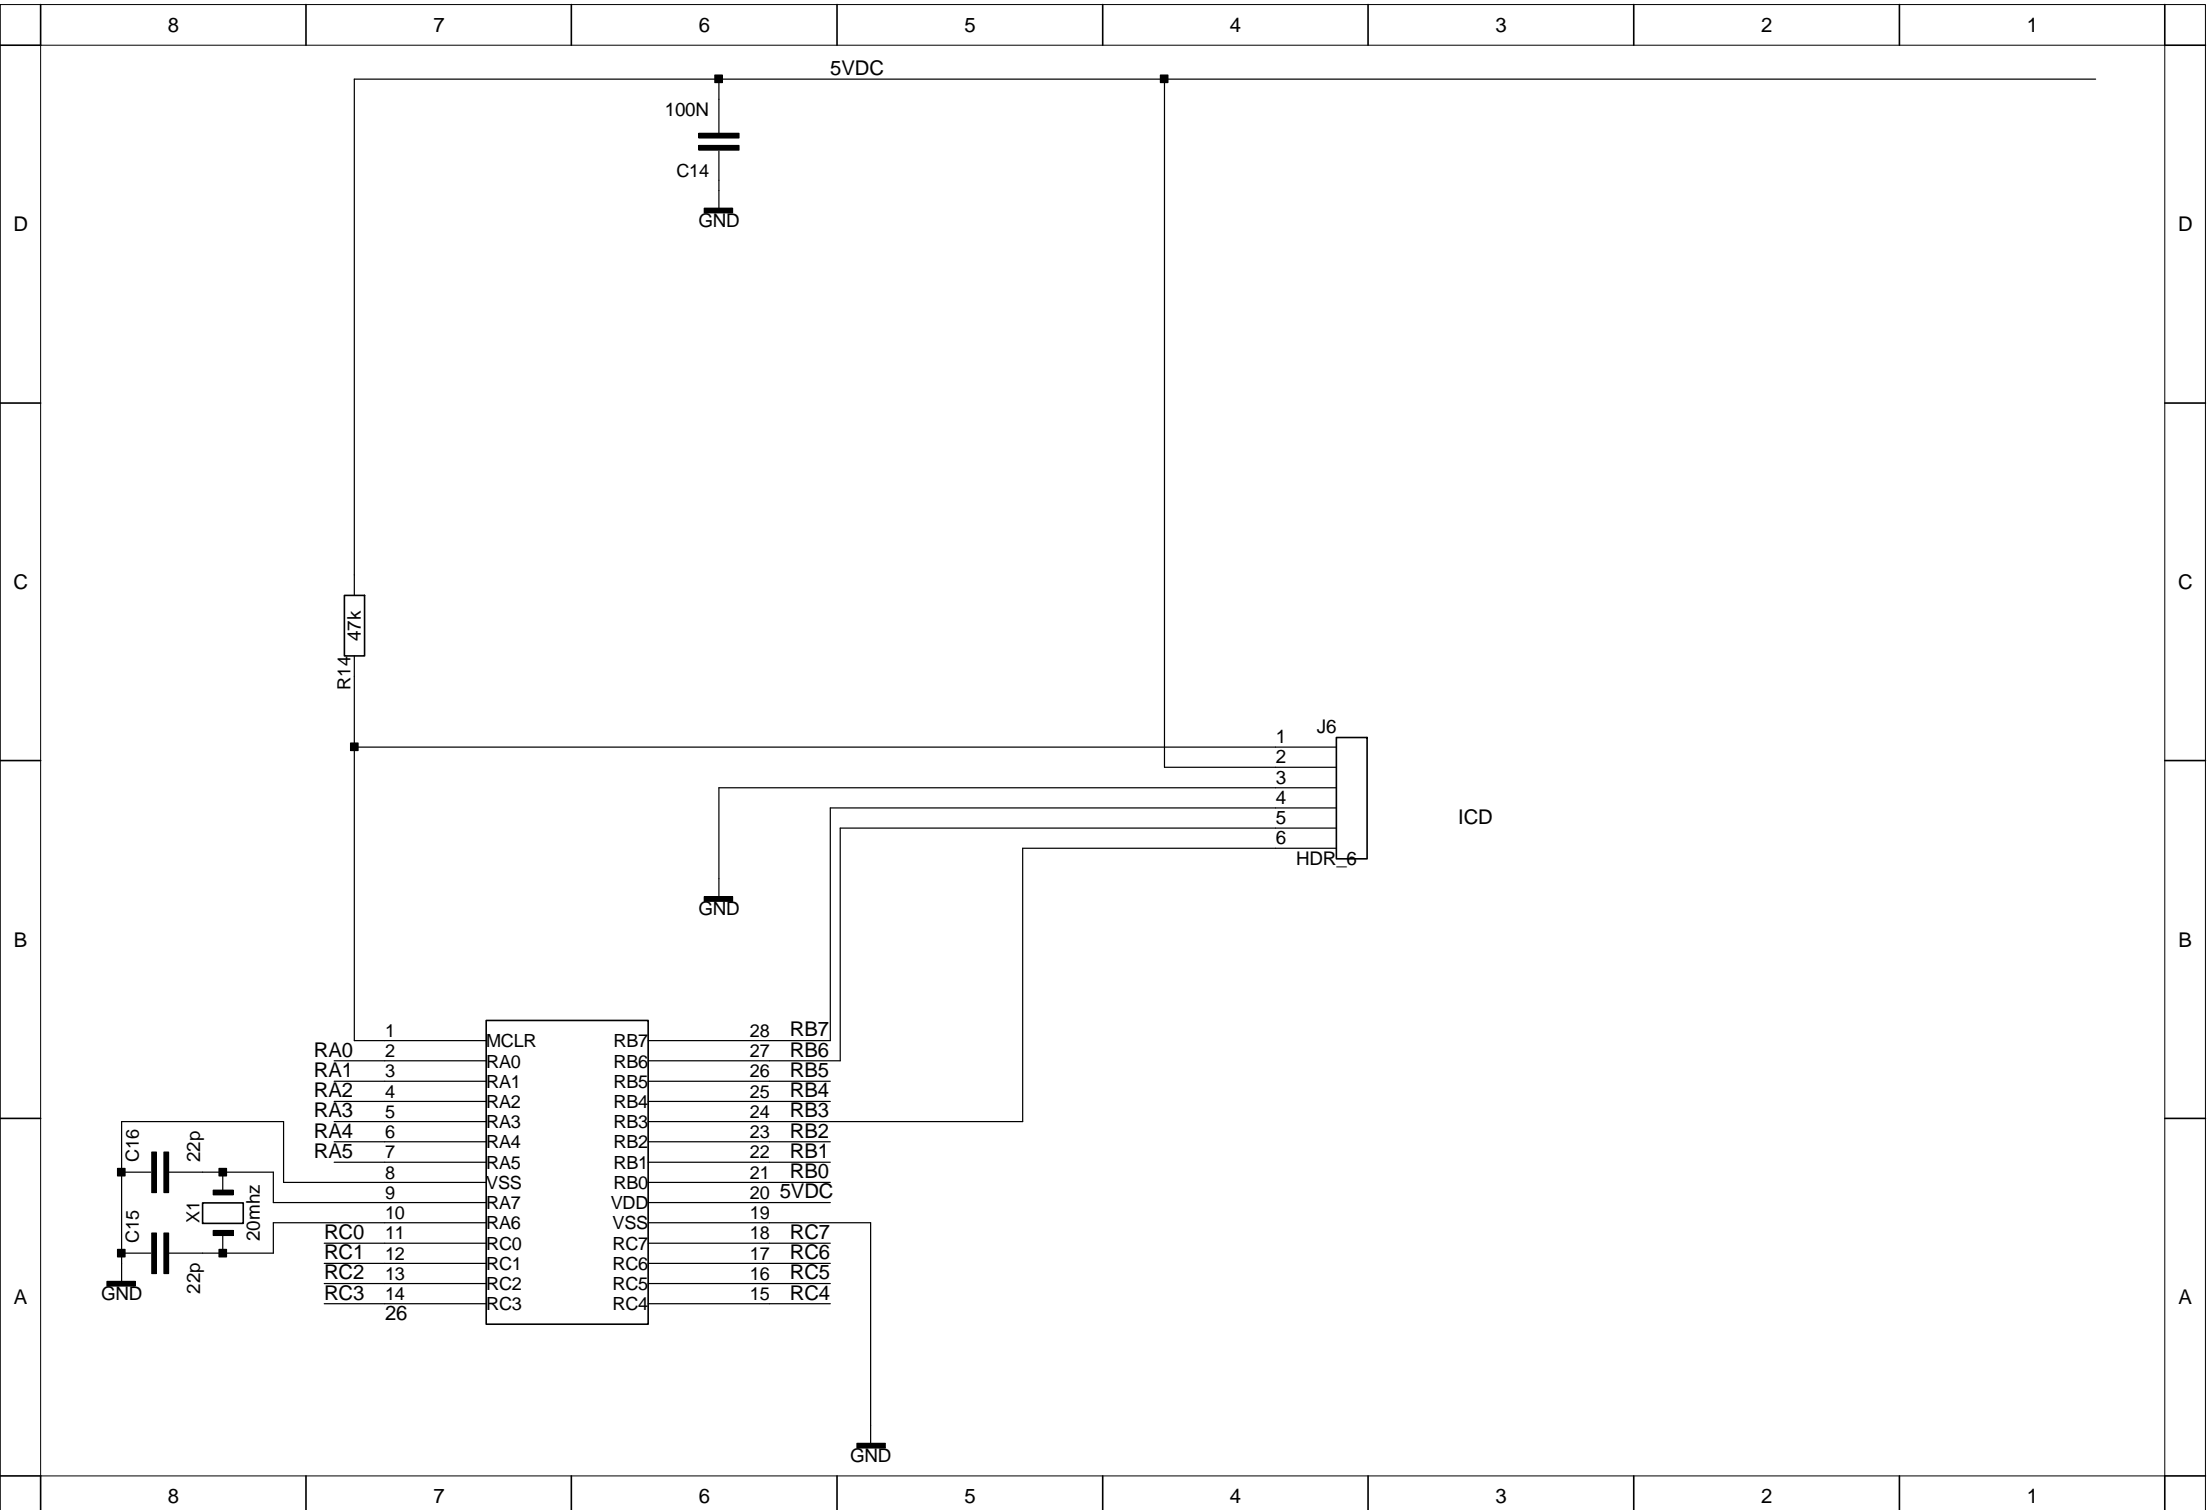 8 7 6 5 4 3 2 1
5VDC
100N
C14
GND
D D
C C
47k
R14
J6
1
2
3
4
5
6
HDR_6
ICD
GND
B B
1 MCLR RB7 28 RB7
RA0 2 RA0 RB6 27 RB6
RA1 3 RA1 RB5 26 RB5
RA2 4 RA2 RB4 25 RB4
RA3 5 RA3 RB3 24 RB3
RA4 6 RA4 RB2 23 RB2
RA5 7 RA5 RB1 22 RB1
8 VSS RB0 21 RB0
9 RA7 VDD 20 5VDC
10 RA6 VSS 19
RC0 11 RC0 RC7 18 RC7
RC1 12 RC1 RC6 17 RC6
RC2 13 RC2 RC5 16 RC5
RC3 14 RC3 RC4 15 RC4
26
C16 22p
X1 20mhz
C15 22p
GND
A A
GND
8 7 6 5 4 3 2 1